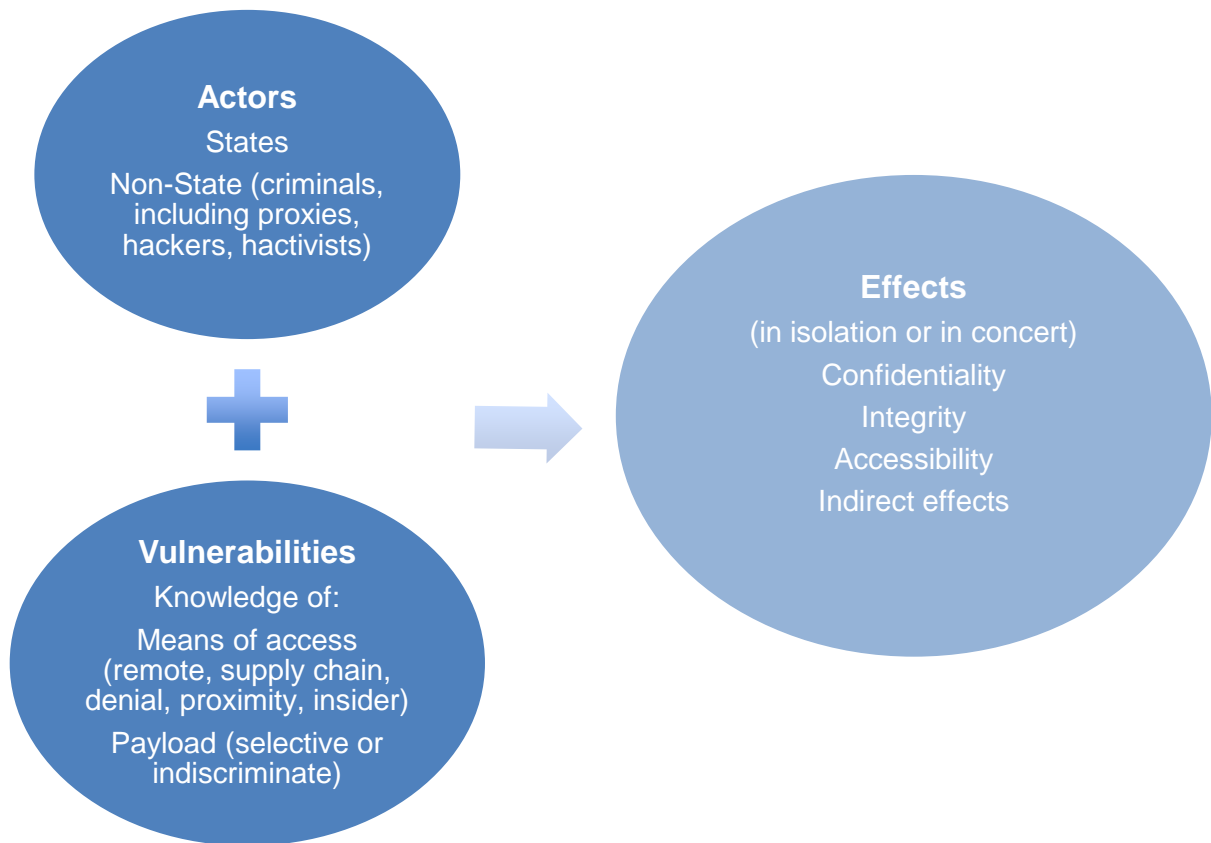 Actors
States
Non-State (criminals,
including proxies,
hackers, hactivists)
Vulnerabilities
Knowledge of:
Means of access
(remote, supply chain,
denial, proximity, insider)
Payload (selective or
indiscriminate)
Effects
(in isolation or in concert)
Confidentiality
Integrity
Accessibility
Indirect effects